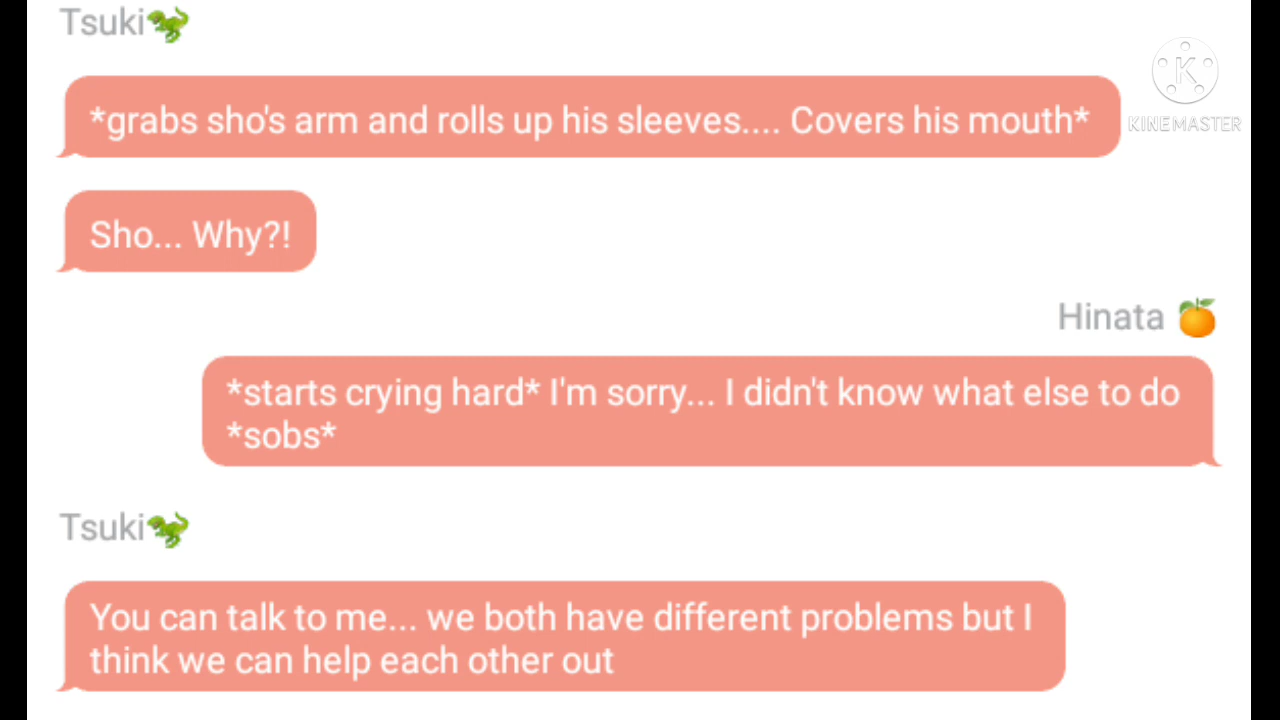 Tsuki🦖
*grabs sho's arm and rolls up his sleeves.... Covers his mouth*
KINEMASTER
Sho... Why?!
Hinata 🍊
*starts crying hard* I'm sorry... I didn't know what else to do
*sobs*
Tsuki🦖
You can talk to me... we both have different problems but I
think we can help each other out